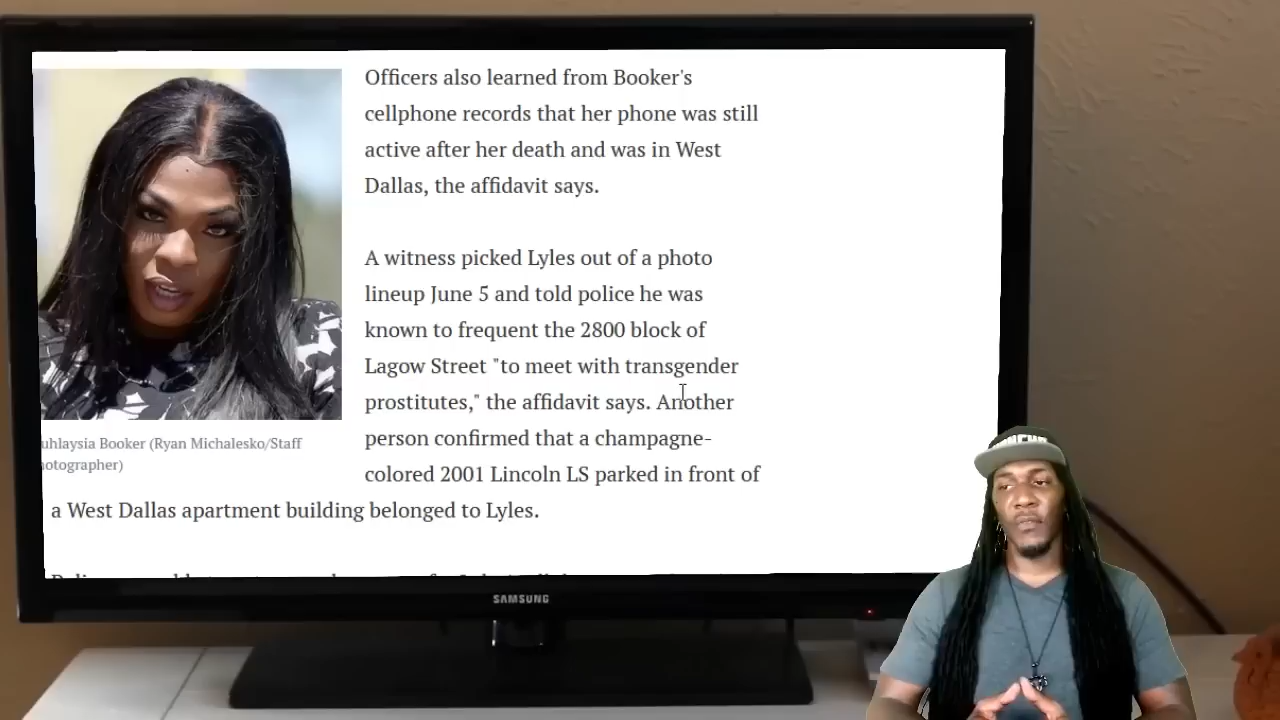 Officers also learned from Booker's
cellphone records that her phone was still
active after her death and was in West
Dallas, the affidavit says.
A witness picked Lyles out of a photo
lineup June 5 and told police he was
known to frequent the 2800 block of
Lagow Street "to meet with transgender
prostitutes," the affidavit says. Another
person confirmed that a champagne-
colored 2001 Lincoln LS parked in front of
a West Dallas apartment building belonged to Lyles.
uhlaysia Booker (Ryan Michalesko/Staff
otographer)
SAMSUNG